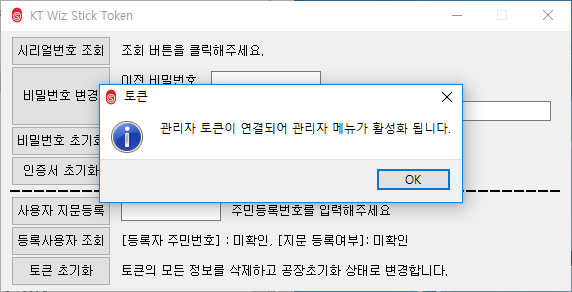 KT Wiz Stick Token
시리얼번호 조회 조회 버튼을 클릭해주세요.
이전 비밀번호
비밀번호 변경
토큰
관리자 토큰이 연결되어 관리자 메뉴가 활성화 됩니다.
OK
비밀번호 초기화
인증서 초기화
사용자 지문등록 주민등록번호를 입력해주세요
등록사용자 조회 [등록자 주민번호] : 미확인, [지문 등록여부]: 미확인
토큰 초기화 토큰의 모든 정보를 삭제하고 공장초기화 상태로 변경합니다.